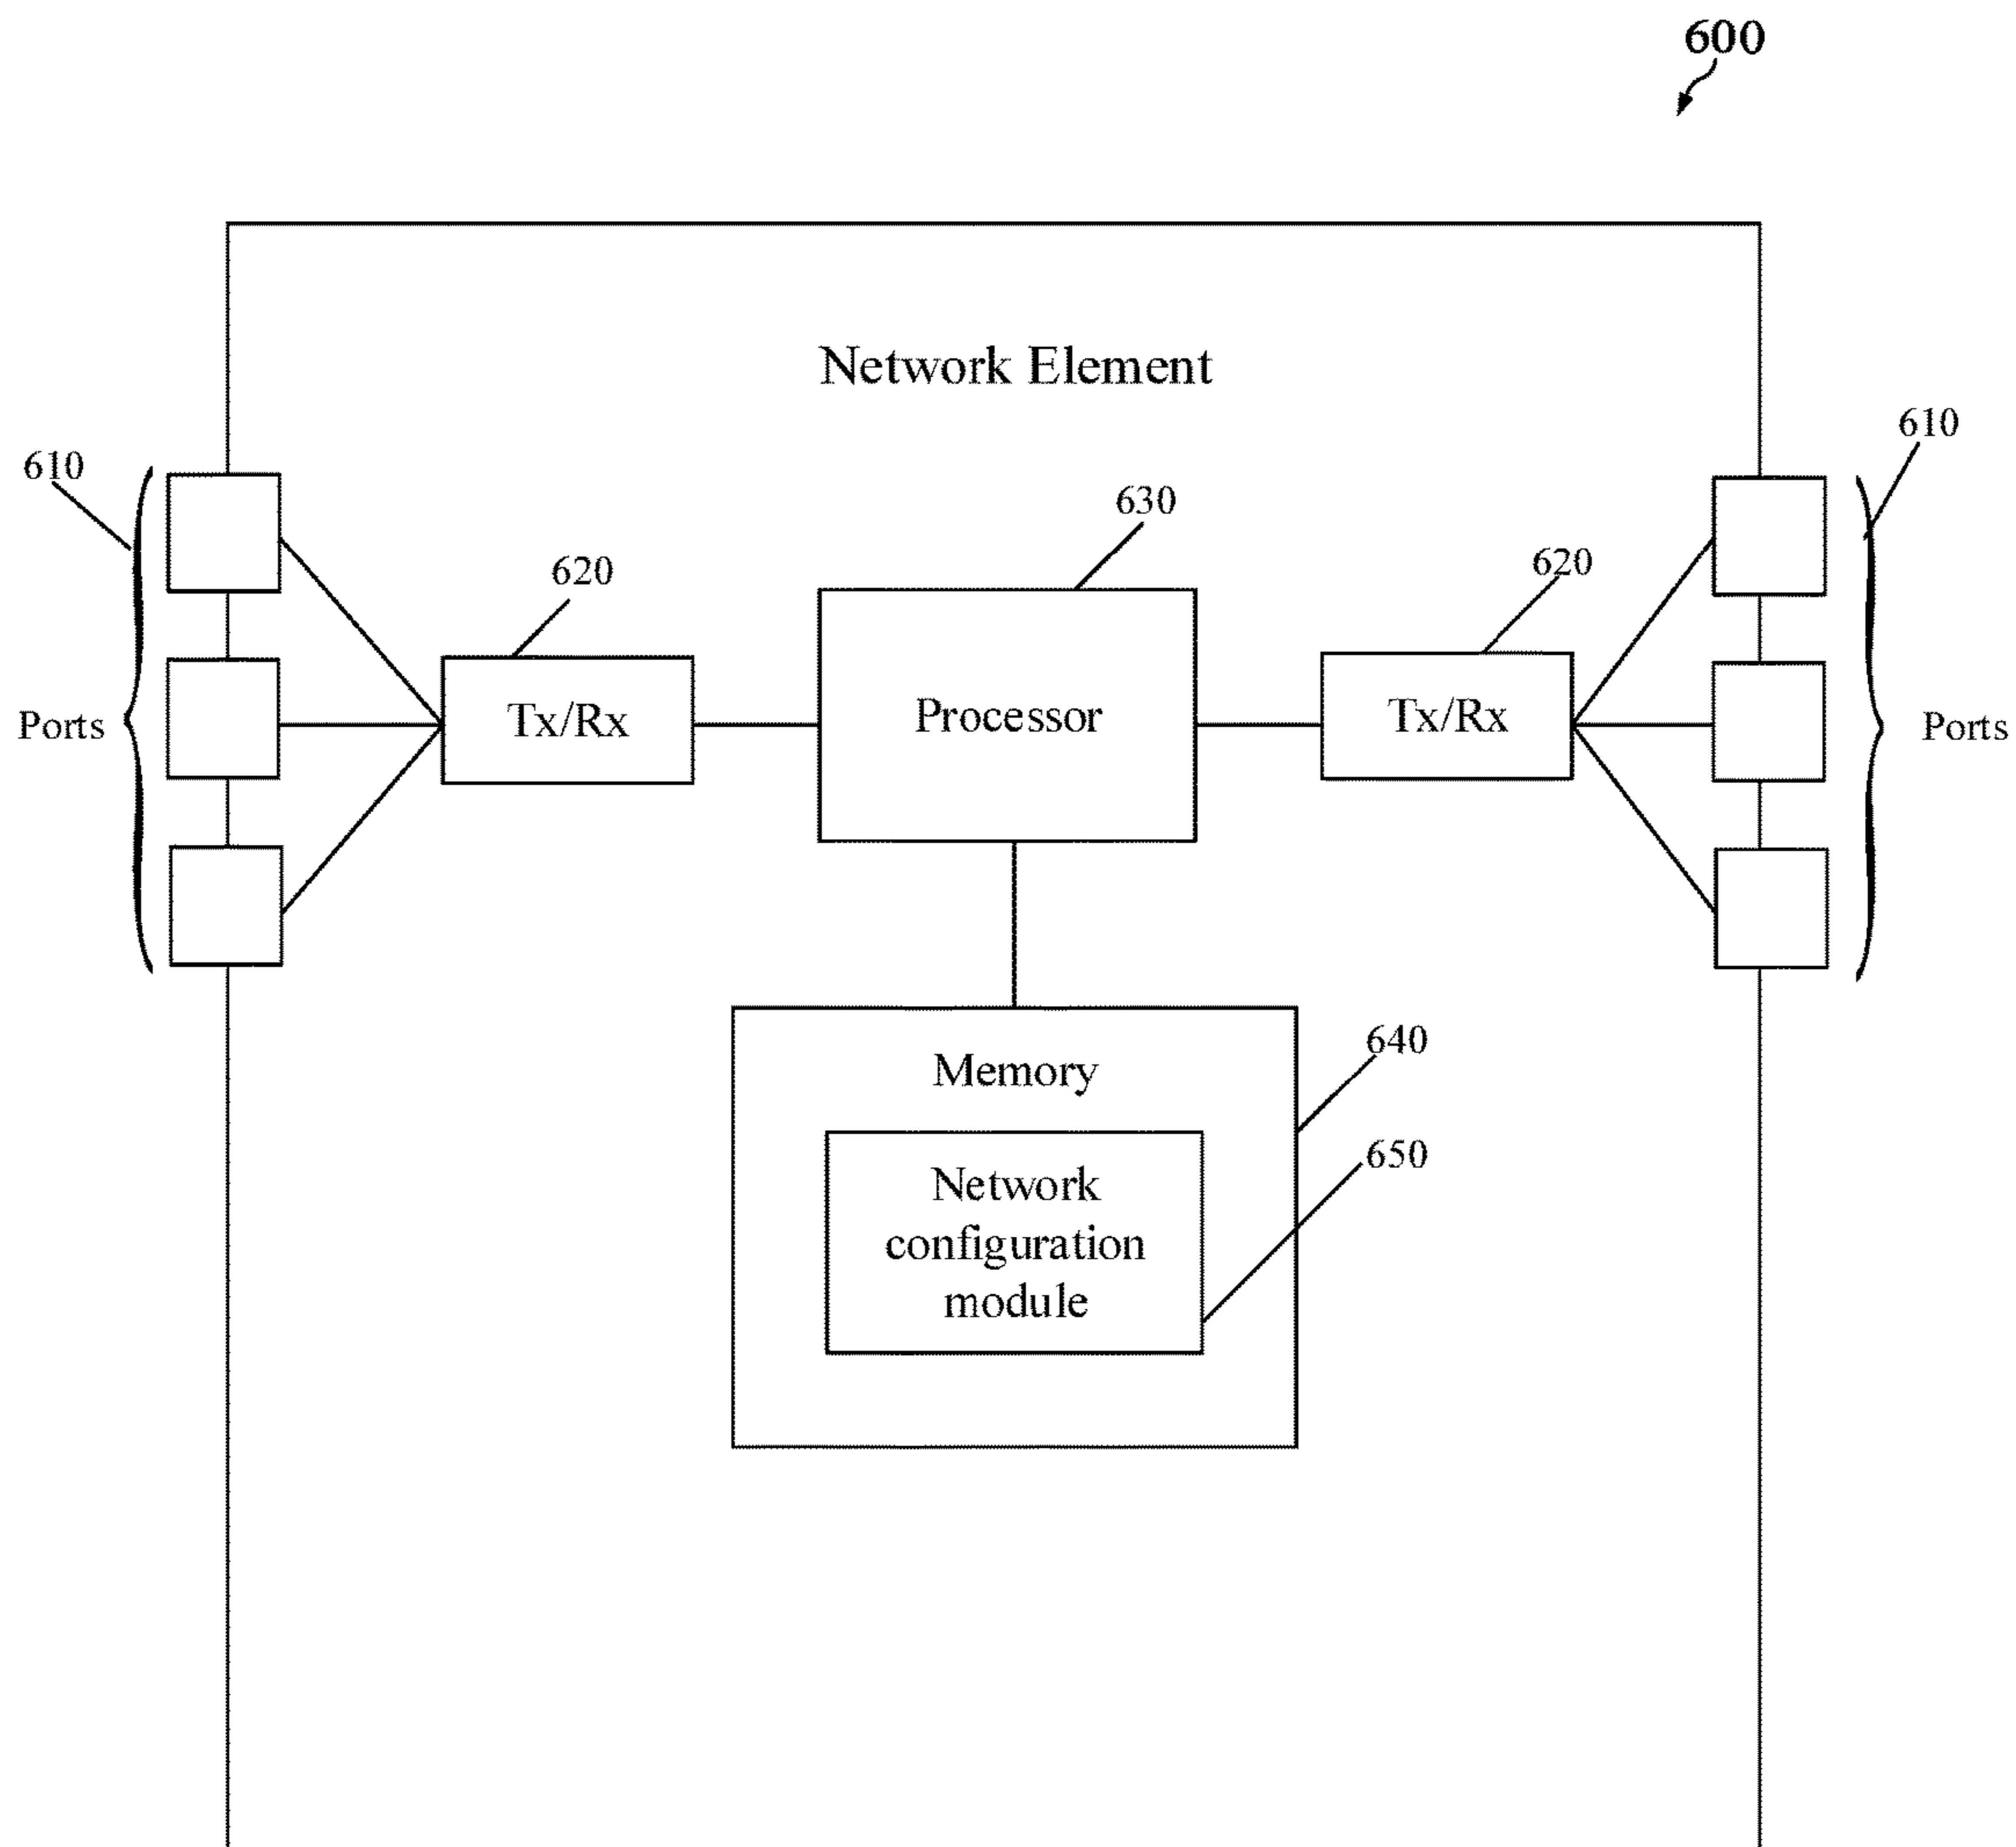 600
Network Element
610
610
630
620
620
Ports
Tx/Rx
Processor
Tx/Rx
Ports
640
Memory
650
Network
configuration
module